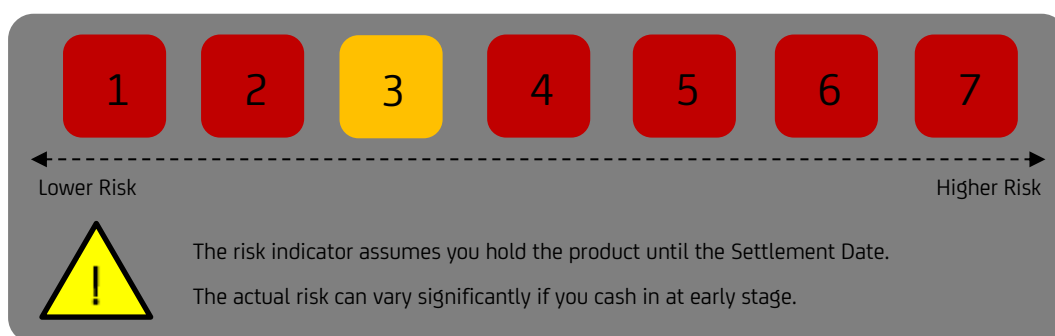 1 2 3 4 5 6 7
Lower Risk Higher Risk
!
The risk indicator assumes you hold the product until the Settlement Date.
The actual risk can vary significantly if you cash in at early stage.